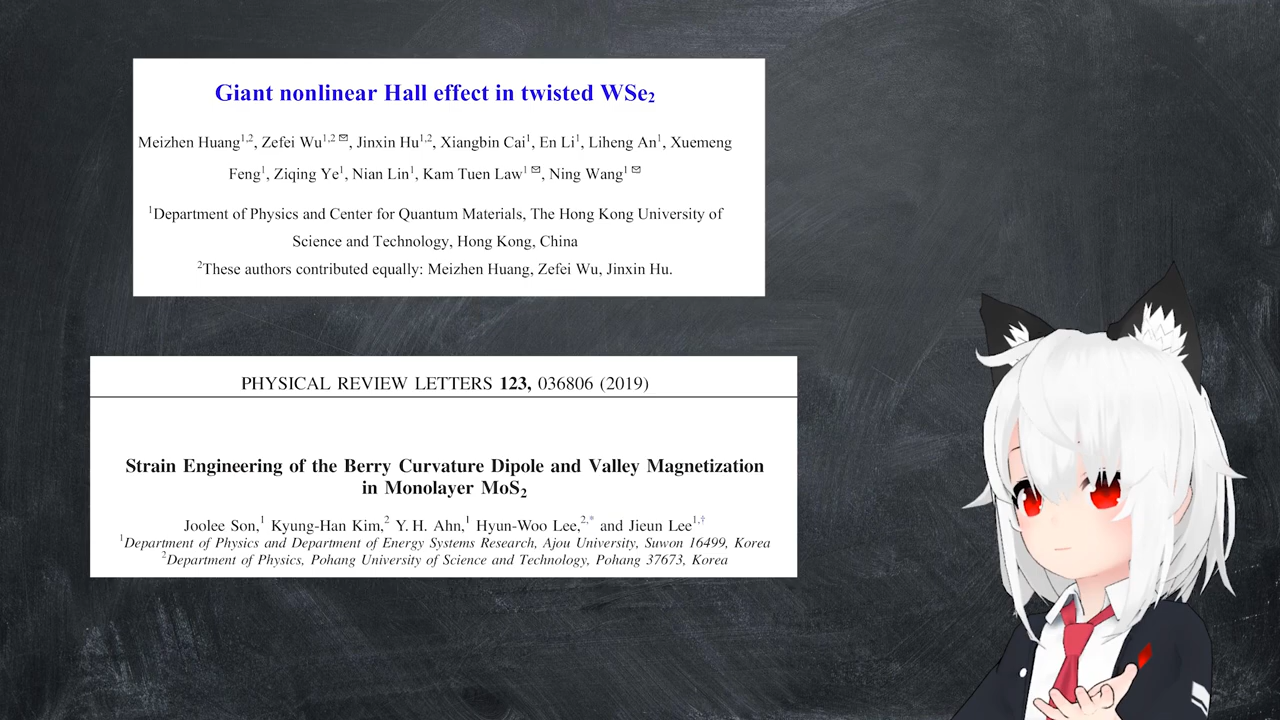 Giant nonlinear Hall effect in twisted WSe₂
Meizhen Huang¹,², Zefei Wu¹,² ✉, Jinxin Hu¹,², Xiangbin Cai¹, En Li¹, Liheng An¹, Xuemeng
Feng¹, Ziqing Ye¹, Nian Lin¹, Kam Tuen Law¹ ✉, Ning Wang¹ ✉
¹Department of Physics and Center for Quantum Materials, The Hong Kong University of
Science and Technology, Hong Kong, China
²These authors contributed equally: Meizhen Huang, Zefei Wu, Jinxin Hu.
PHYSICAL REVIEW LETTERS 123, 036806 (2019)
Strain Engineering of the Berry Curvature Dipole and Valley Magnetization
in Monolayer MoS₂
Joolee Son,¹ Kyung-Han Kim,² Y. H. Ahn,¹ Hyun-Woo Lee,²,* and Jieun Lee¹,†
¹Department of Physics and Department of Energy Systems Research, Ajou University, Suwon 16499, Korea
²Department of Physics, Pohang University of Science and Technology, Pohang 37673, Korea